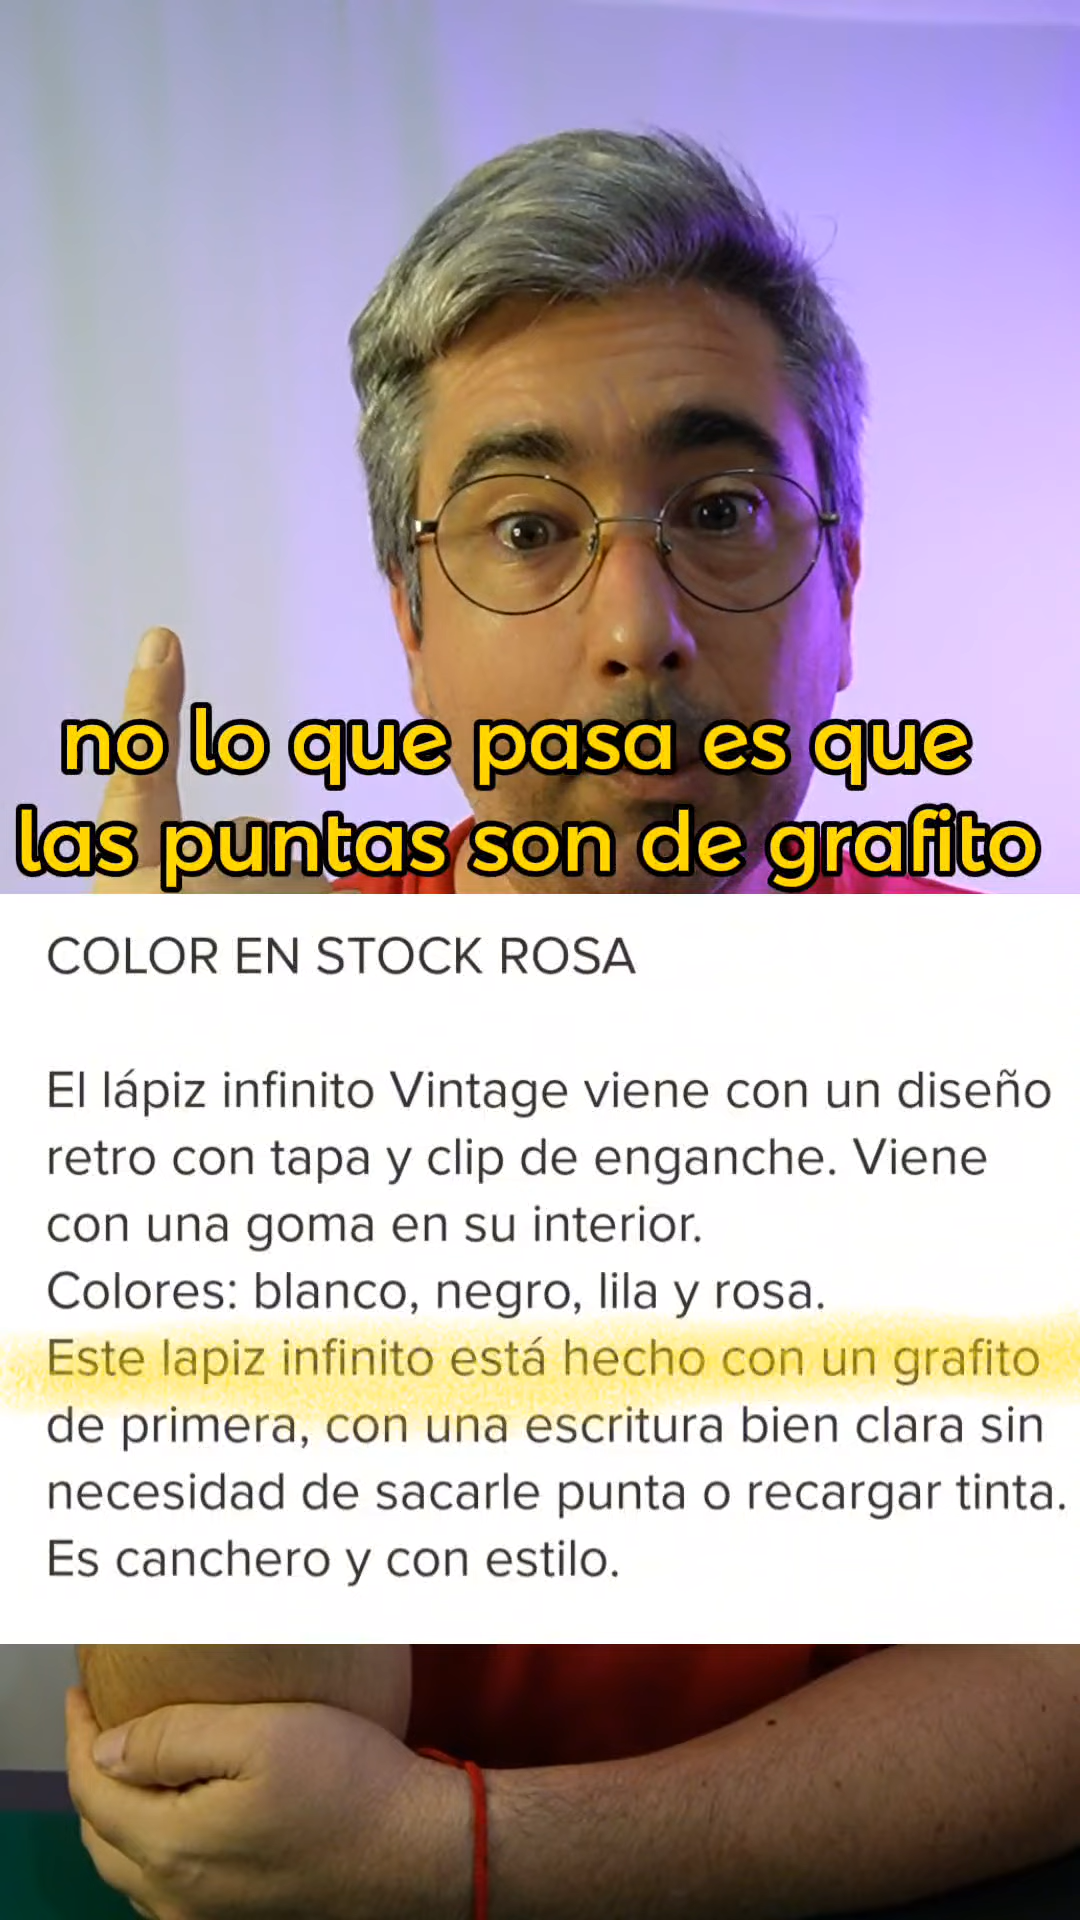 no lo que pasa es que
las puntas son de grafito
COLOR EN STOCK ROSA
El lápiz infinito Vintage viene con un diseño
retro con tapa y clip de enganche. Viene
con una goma en su interior.
Colores: blanco, negro, lila y rosa.
Este lapiz infinito está hecho con un grafito
de primera, con una escritura bien clara sin
necesidad de sacarle punta o recargar tinta.
Es canchero y con estilo.